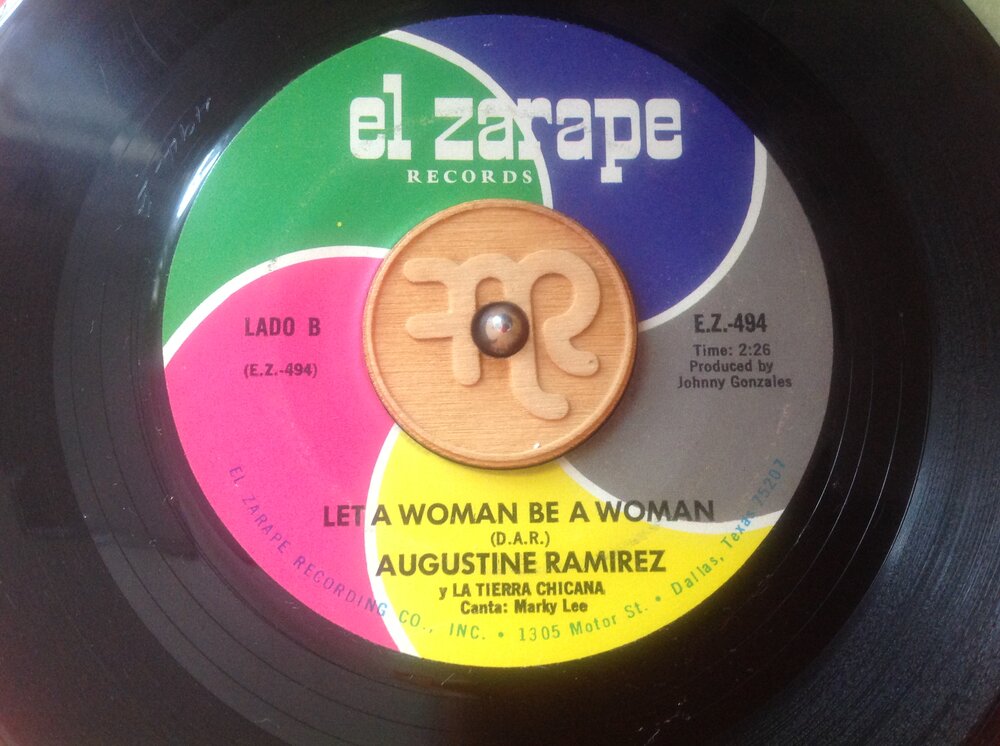 el zarape
RECORDS
LADO B
(E.Z.-494)
E.Z.-494
Time: 2:26
Produced by
Johnny Gonzales
LET A WOMAN BE A WOMAN
(D.A.R.)
AUGUSTINE RAMIREZ
y LA TIERRA CHICANA
Canta: Marky Lee
EL ZARAPE RECORDING CO., INC. • 1305 Motor St. • Dallas, Texas 75207